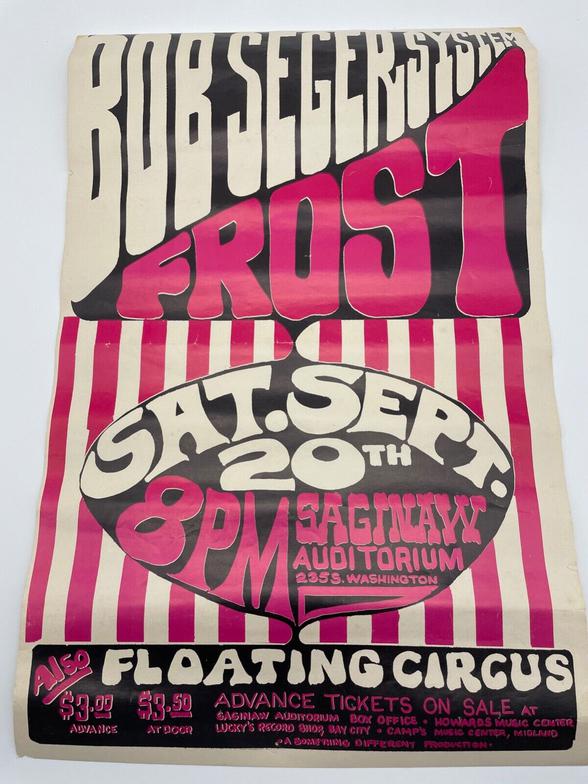 BOB SEGER SYSTEM
FROST
SAT. SEPT.
20TH
8PM
SAGINAW
AUDITORIUM
235 S. WASHINGTON
ALSO FLOATING CIRCUS
$3.00 ADVANCE
$3.50 AT DOOR
ADVANCE TICKETS ON SALE AT
SAGINAW AUDITORIUM BOX OFFICE • HOWARDS MUSIC CENTER
LUCKY'S RECORD SHOP, BAY CITY • CAMP'S MUSIC CENTER, MIDLAND
• A SOMETHING DIFFERENT PRODUCTION •